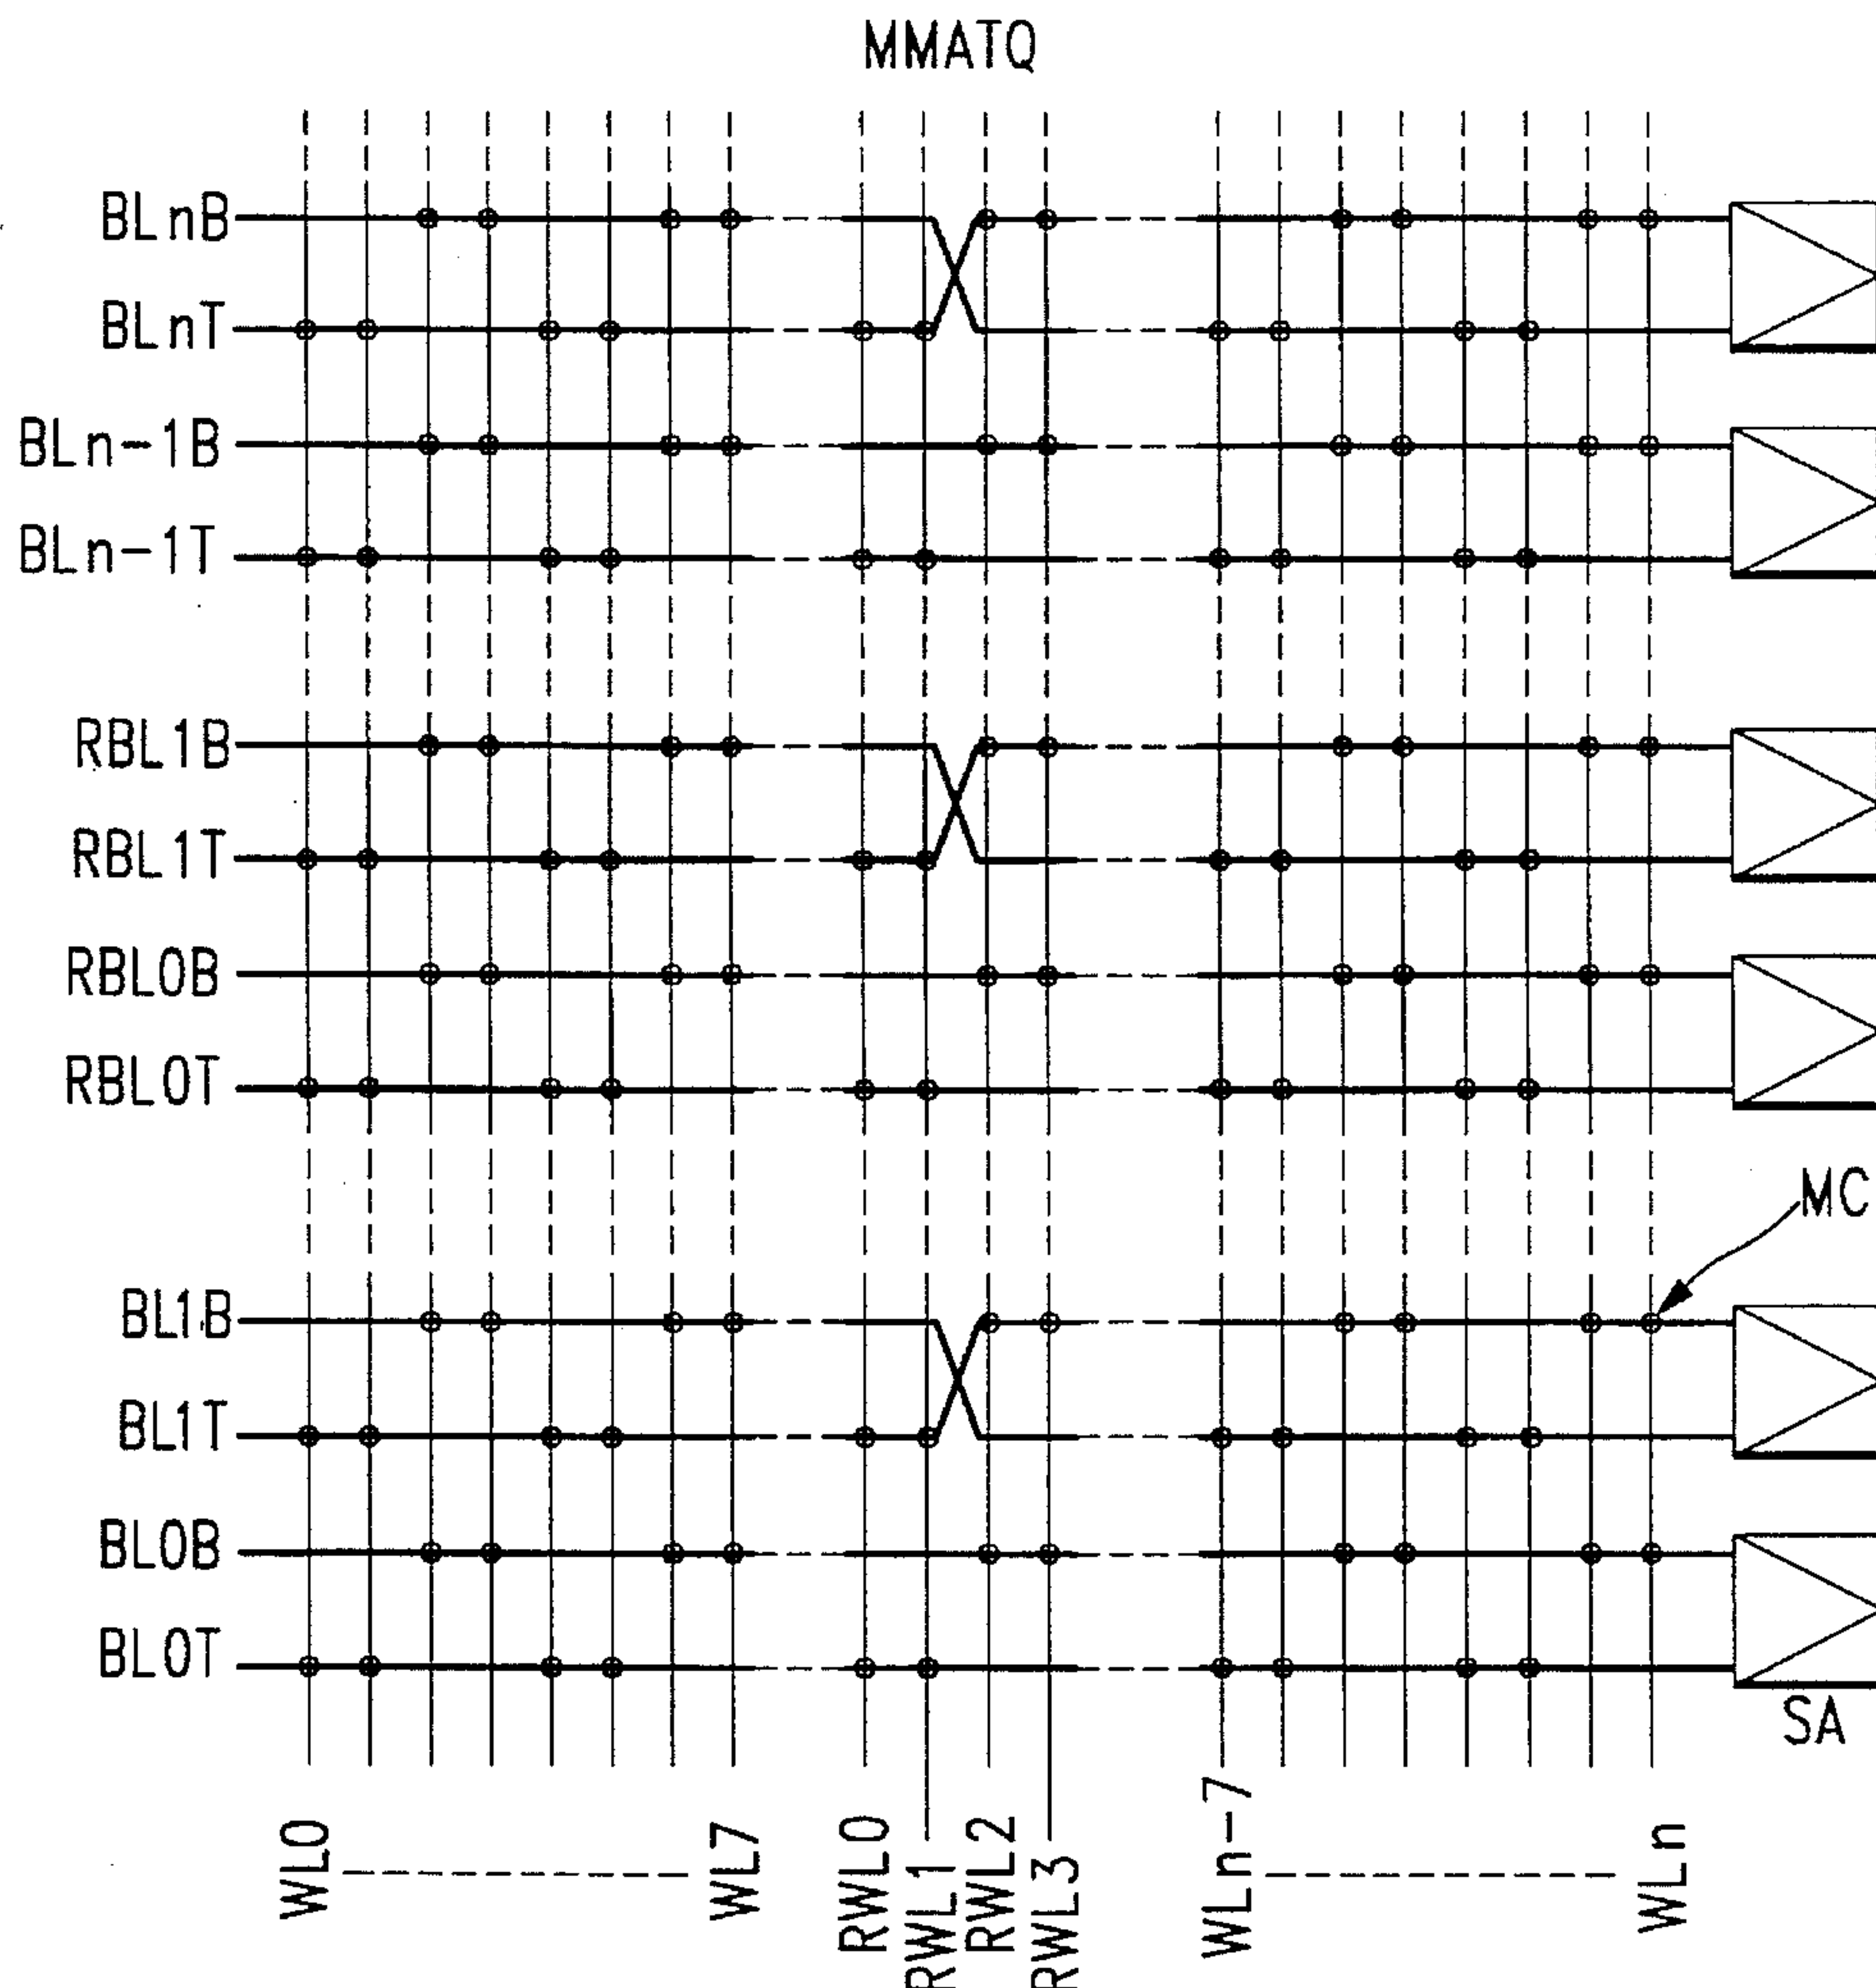 MMATQ
BLnB
BLnT
BLn-1B
BLn-1T
RBL1B
RBL1T
RBL0B
RBL0T
MC
BL1B
BL1T
BL0B
BL0T
SA
WL0
WL7
RWL0
RWL1
RWL2
RWL3
WLn-7
WLn